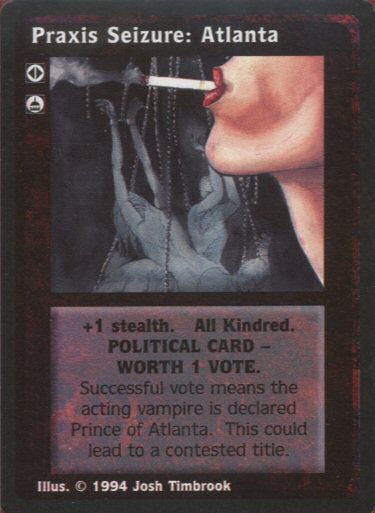 Praxis Seizure: Atlanta
+1 stealth. All Kindred.
POLITICAL CARD –
WORTH 1 VOTE.
Successful vote means the
acting vampire is declared
Prince of Atlanta. This could
lead to a contested title.
Illus. © 1994 Josh Timbrook